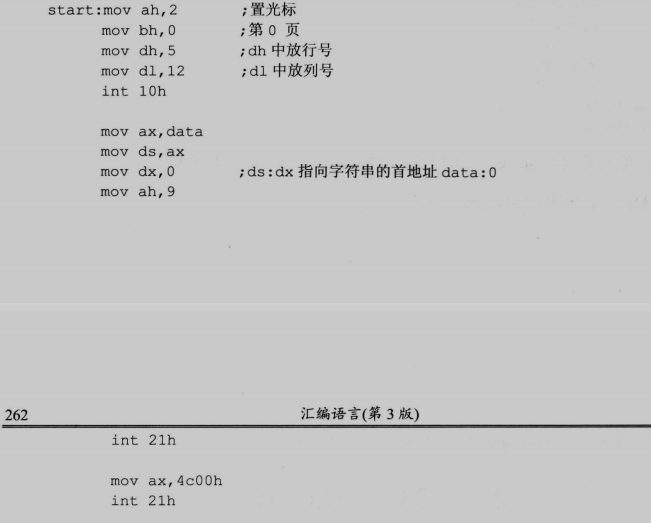 start:mov ah,2 ;置光标
mov bh,0 ;第 0 页
mov dh,5 ;dh 中放行号
mov dl,12 ;dl 中放列号
int 10h
mov ax,data
mov ds,ax
mov dx,0 ;ds:dx 指向字符串的首地址 data:0
mov ah,9
262 汇编语言(第 3 版)
int 21h
mov ax,4c00h
int 21h